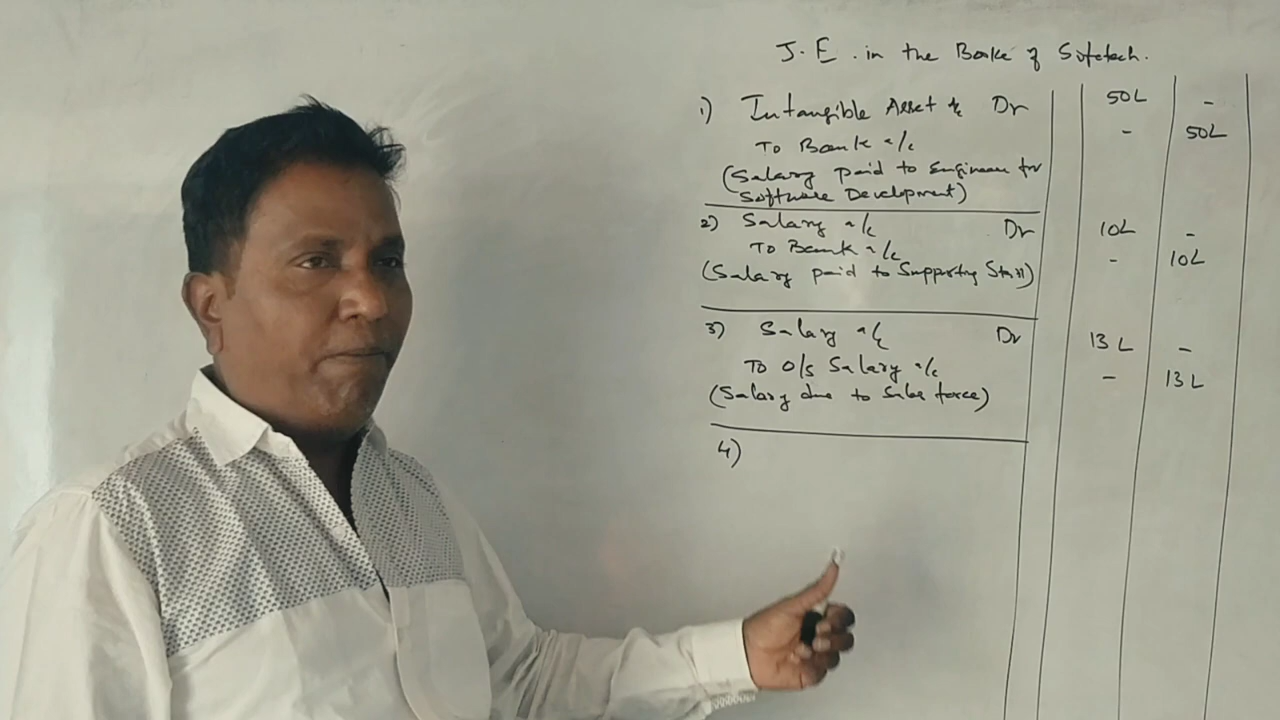 J. E. in the Books of Softech.
1) Intangible Asset a/c Dr 50L -
To Bank a/c - 50L
(Salary paid to Engineer for
Software Development)
2) Salary a/c Dr 10L -
To Bank a/c - 10L
(Salary paid to Supporting Staff)
3) Salary a/c Dr 13 L -
To O/s Salary a/c - 13 L
(Salary due to Sales force)
4)